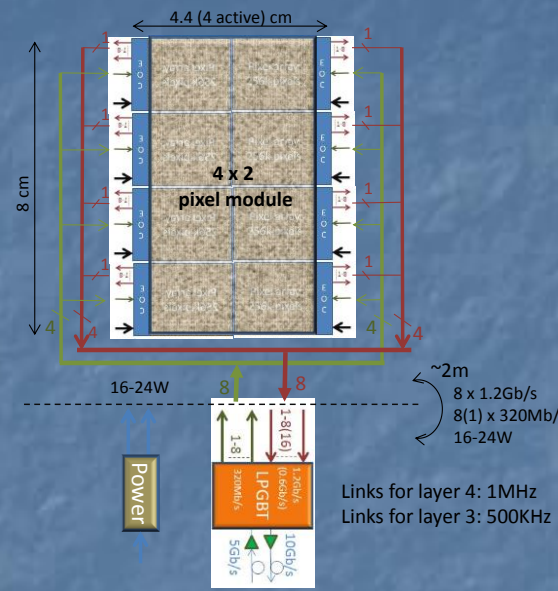 4.4 (4 active) cm
1
1
EOC
EOC
1
1
EOC
EOC
8 cm
4 x 2
pixel module
1
1
EOC
EOC
1
1
EOC
EOC
4
4
4
4
8
8
16-24W
~2m
8 x 1.2Gb/s
8(1) x 320Mb/
16-24W
1-8
1-8(16)
Power
320Mb/s
LPGBT
1.2Gb/s
(0.6Gb/s)
5Gb/s
10Gb/s
Links for layer 4: 1MHz
Links for layer 3: 500KHz